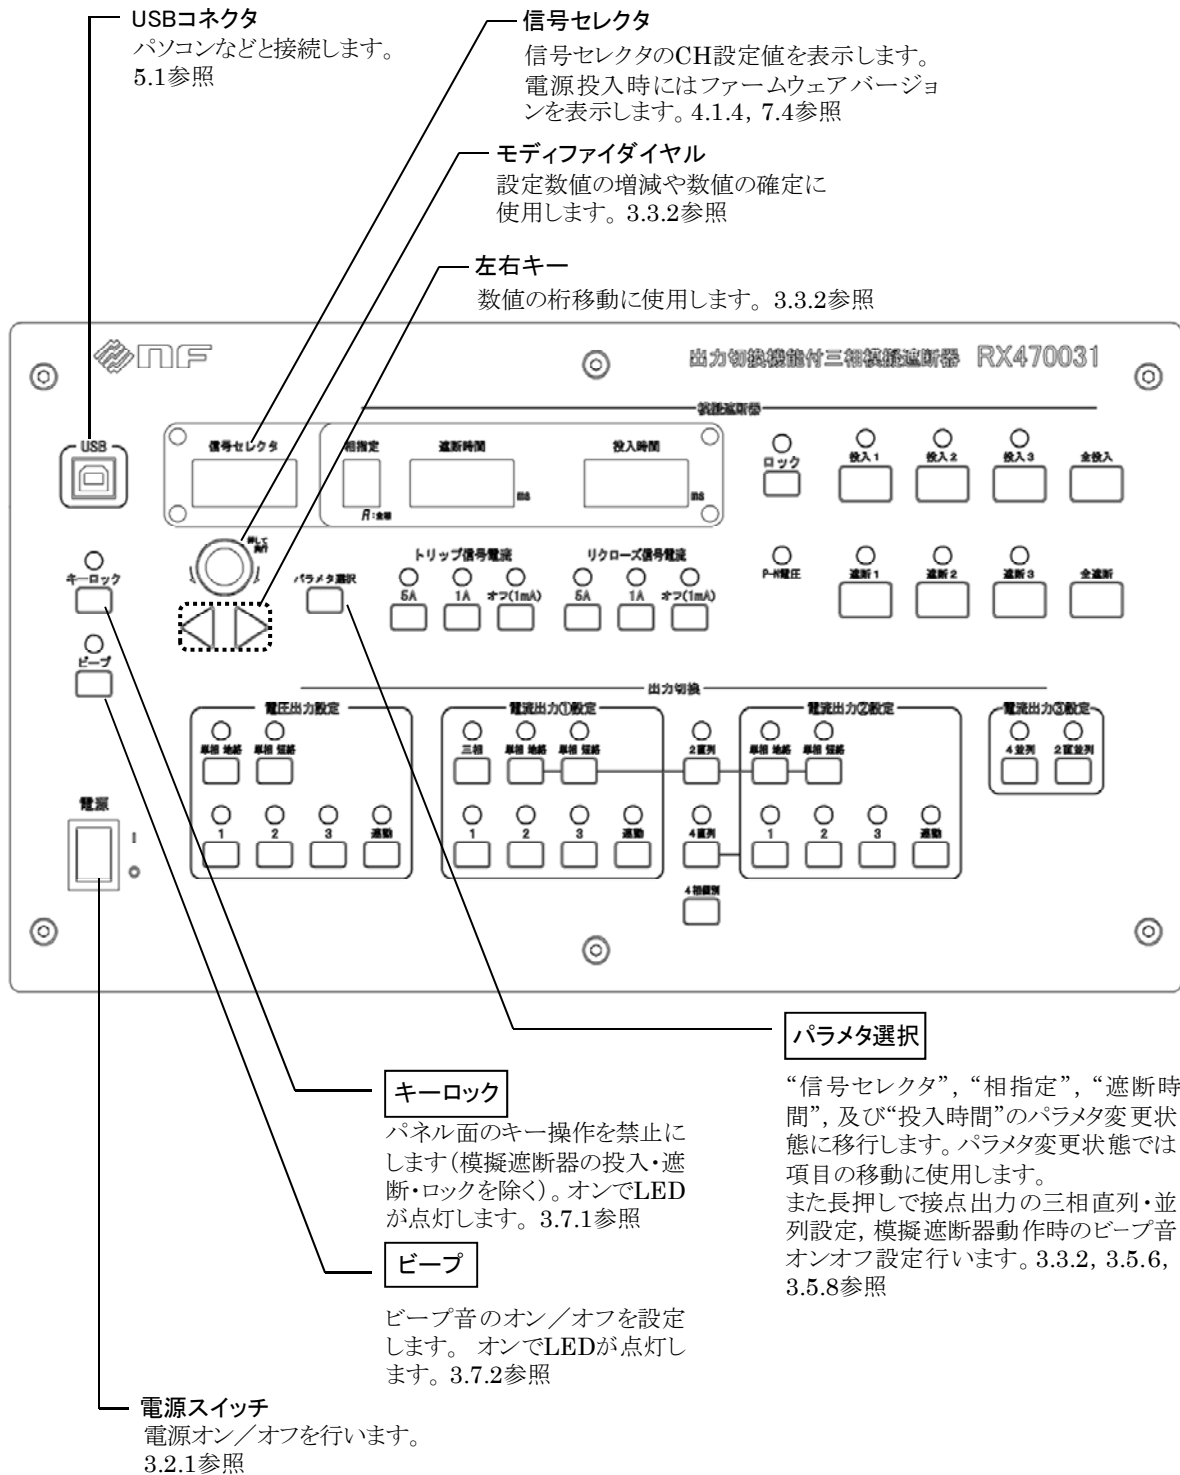 USBコネクタ
パソコンなどと接続します。
5.1参照
信号セレクタ
信号セレクタのCH設定値を表示します。
電源投入時にはファームウェアバージョ
ンを表示します。4.1.4, 7.4参照
モディファイダイヤル
設定数値の増減や数値の確定に
使用します。3.3.2参照
左右キー
数値の桁移動に使用します。3.3.2参照
NF
出力切換機能付三相模擬遮断器 RX470031
模擬遮断器
USB
信号セレクタ
相指定
遮断時間
投入時間
ms
ms
A:全相
ロック
投入1
投入2
投入3
全投入
押して
実行
キーロック
パラメタ選択
トリップ信号電流
5A
1A
オフ(1mA)
リクローズ信号電流
5A
1A
オフ(1mA)
P-N電圧
遮断1
遮断2
遮断3
全遮断
ビープ
出力切換
電圧出力設定
単相 地絡
単相 短絡
1
2
3
連動
電流出力①設定
三相
単相 地絡
単相 短絡
1
2
3
連動
2直列
4直列
4相個別
電流出力②設定
単相 地絡
単相 短絡
1
2
3
連動
電流出力③設定
4並列
2直並列
電源
パラメタ選択
“信号セレクタ”, “相指定”, “遮断時
間”, 及び“投入時間”のパラメタ変更状
態に移行します。パラメタ変更状態では
項目の移動に使用します。
また長押しで接点出力の三相直列・並
列設定, 模擬遮断器動作時のビープ音
オンオフ設定行います。3.3.2, 3.5.6,
3.5.8参照
キーロック
パネル面のキー操作を禁止に
します(模擬遮断器の投入・遮
断・ロックを除く)。オンでLED
が点灯します。3.7.1参照
ビープ
ビープ音のオン／オフを設定
します。 オンでLEDが点灯し
ます。3.7.2参照
電源スイッチ
電源オン／オフを行います。
3.2.1参照